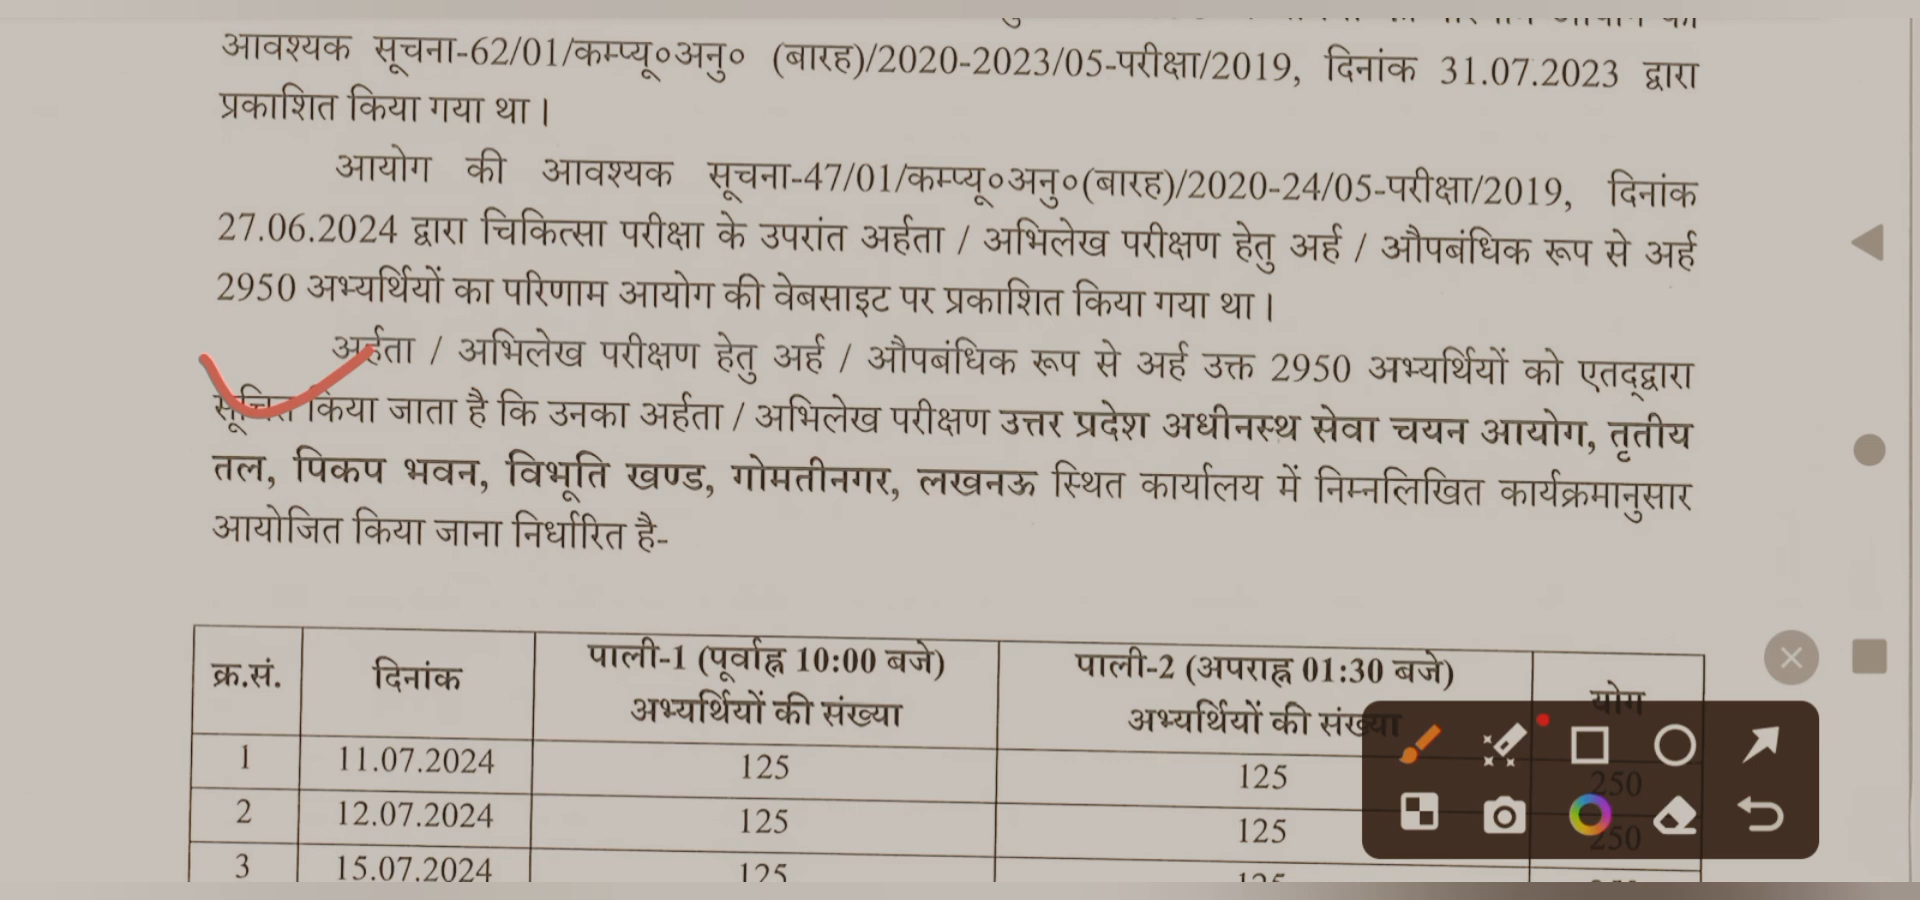 आवश्यक सूचना-62/01/कम्प्यू०अनु० (बारह)/2020-2023/05-परीक्षा/2019, दिनांक 31.07.2023 द्वारा
प्रकाशित किया गया था।
आयोग की आवश्यक सूचना-47/01/कम्प्यू०अनु०(बारह)/2020-24/05-परीक्षा/2019, दिनांक
27.06.2024 द्वारा चिकित्सा परीक्षा के उपरांत अर्हता / अभिलेख परीक्षण हेतु अर्ह / औपबंधिक रूप से अर्ह
2950 अभ्यर्थियों का परिणाम आयोग की वेबसाइट पर प्रकाशित किया गया था।
अर्हता / अभिलेख परीक्षण हेतु अर्ह / औपबंधिक रूप से अर्ह उक्त 2950 अभ्यर्थियों को एतद्द्वारा
सूचित किया जाता है कि उनका अर्हता / अभिलेख परीक्षण उत्तर प्रदेश अधीनस्थ सेवा चयन आयोग, तृतीय
तल, पिकप भवन, विभूति खण्ड, गोमतीनगर, लखनऊ स्थित कार्यालय में निम्नलिखित कार्यक्रमानुसार
आयोजित किया जाना निर्धारित है-
क्र.सं. दिनांक पाली-1 (पूर्वाह्न 10:00 बजे) अभ्यर्थियों की संख्या पाली-2 (अपराह्न 01:30 बजे) अभ्यर्थियों की संख्या योग
1 11.07.2024 125 125 250
2 12.07.2024 125 125 250
3 15.07.2024 125 125